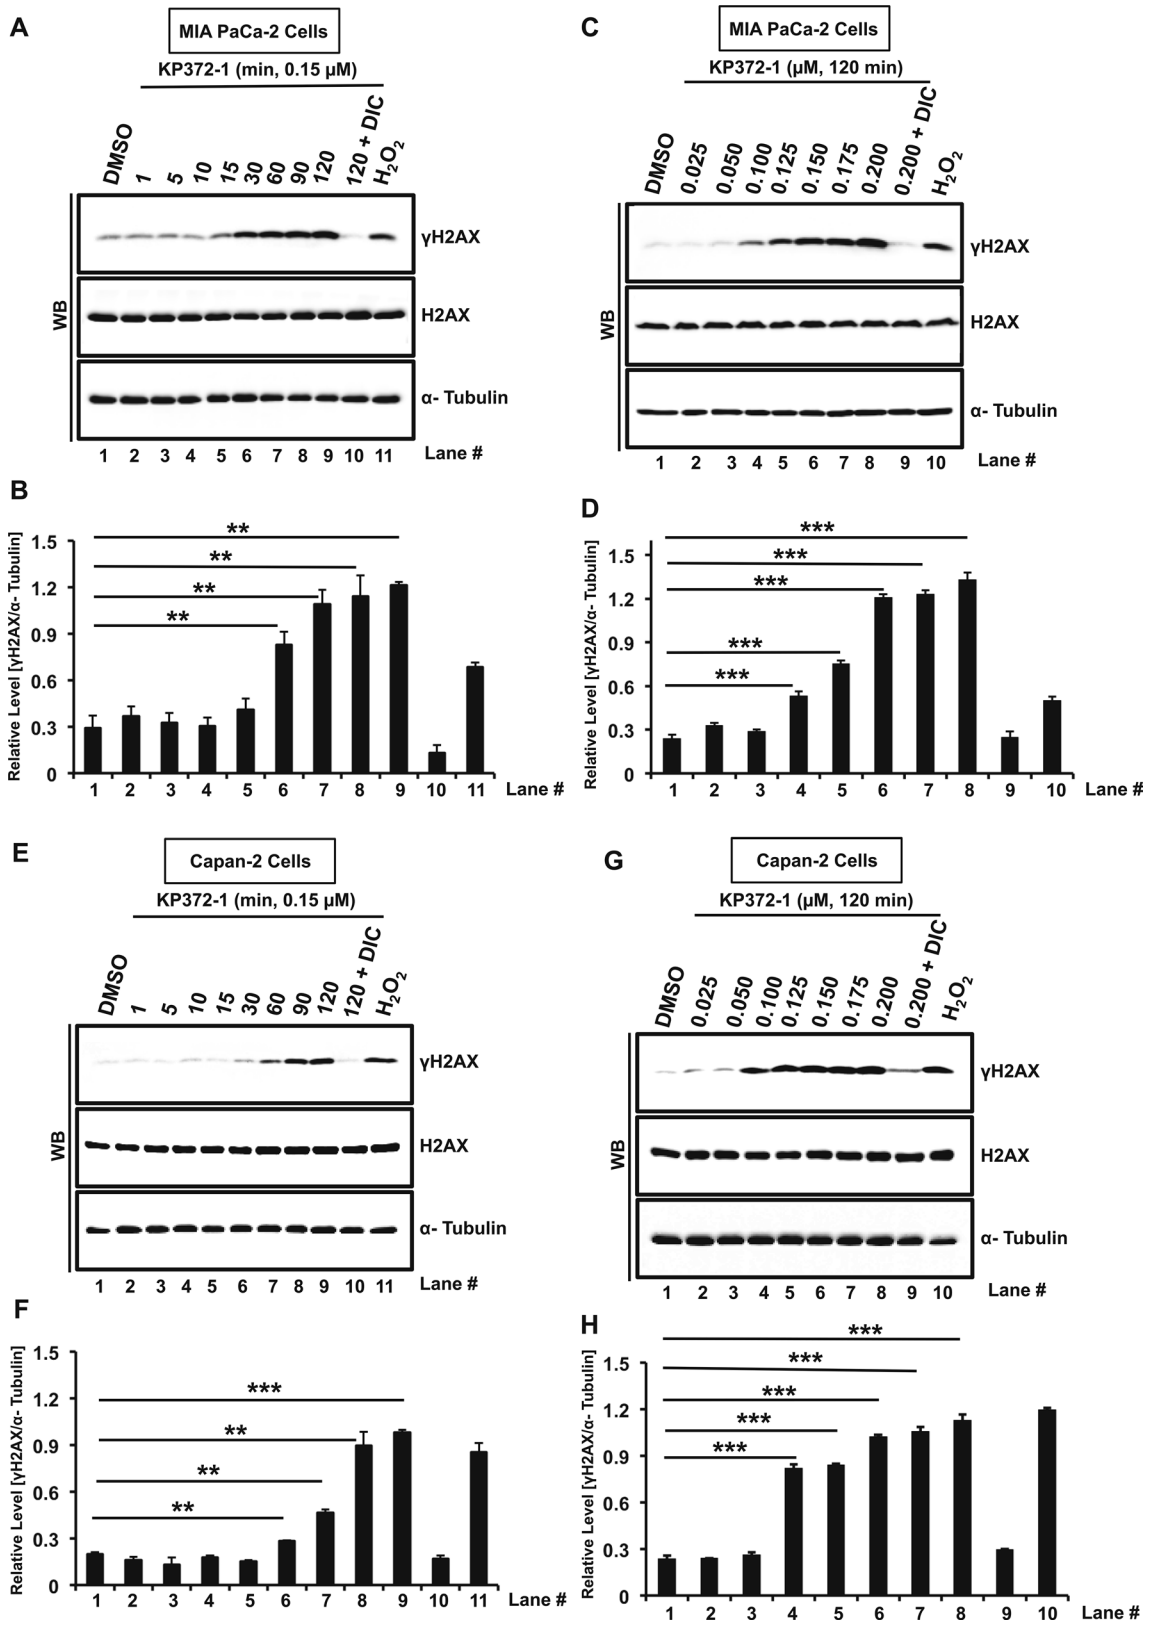 A
MIA PaCa-2 Cells
KP372-1 (min, 0.15 µM)
DMSO 1 5 10 15 30 60 90 120 120 + DIC H2O2
WB
γH2AX
H2AX
α- Tubulin
1 2 3 4 5 6 7 8 9 10 11 Lane #
B
Relative Level [γH2AX/α- Tubulin]
** 
**
**
**
1.5
1.2
0.9
0.6
0.3
0
1 2 3 4 5 6 7 8 9 10 11 Lane #
C
MIA PaCa-2 Cells
KP372-1 (µM, 120 min)
DMSO 0.025 0.050 0.100 0.125 0.150 0.175 0.200 0.200 + DIC H2O2
WB
γH2AX
H2AX
α- Tubulin
1 2 3 4 5 6 7 8 9 10 Lane #
D
Relative Level [γH2AX/α- Tubulin]
***
***
***
***
***
1.5
1.2
0.9
0.6
0.3
0
1 2 3 4 5 6 7 8 9 10 Lane #
E
Capan-2 Cells
KP372-1 (min, 0.15 µM)
DMSO 1 5 10 15 30 60 90 120 120 + DIC H2O2
WB
γH2AX
H2AX
α- Tubulin
1 2 3 4 5 6 7 8 9 10 11 Lane #
F
Relative Level [γH2AX/α- Tubulin]
***
**
**
**
1.5
1.2
0.9
0.6
0.3
0
1 2 3 4 5 6 7 8 9 10 11 Lane #
G
Capan-2 Cells
KP372-1 (µM, 120 min)
DMSO 0.025 0.050 0.100 0.125 0.150 0.175 0.200 0.200 + DIC H2O2
WB
γH2AX
H2AX
α- Tubulin
1 2 3 4 5 6 7 8 9 10 Lane #
H
Relative Level [γH2AX/α- Tubulin]
***
***
***
***
***
1.5
1.2
0.9
0.6
0.3
0
1 2 3 4 5 6 7 8 9 10 Lane #